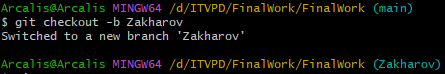 Arcalis@Arcalis MINGW64 /d/ITVPD/FinalWork/FinalWork (main)
$ git checkout -b Zakharov
Switched to a new branch 'Zakharov'
Arcalis@Arcalis MINGW64 /d/ITVPD/FinalWork/FinalWork (Zakharov)